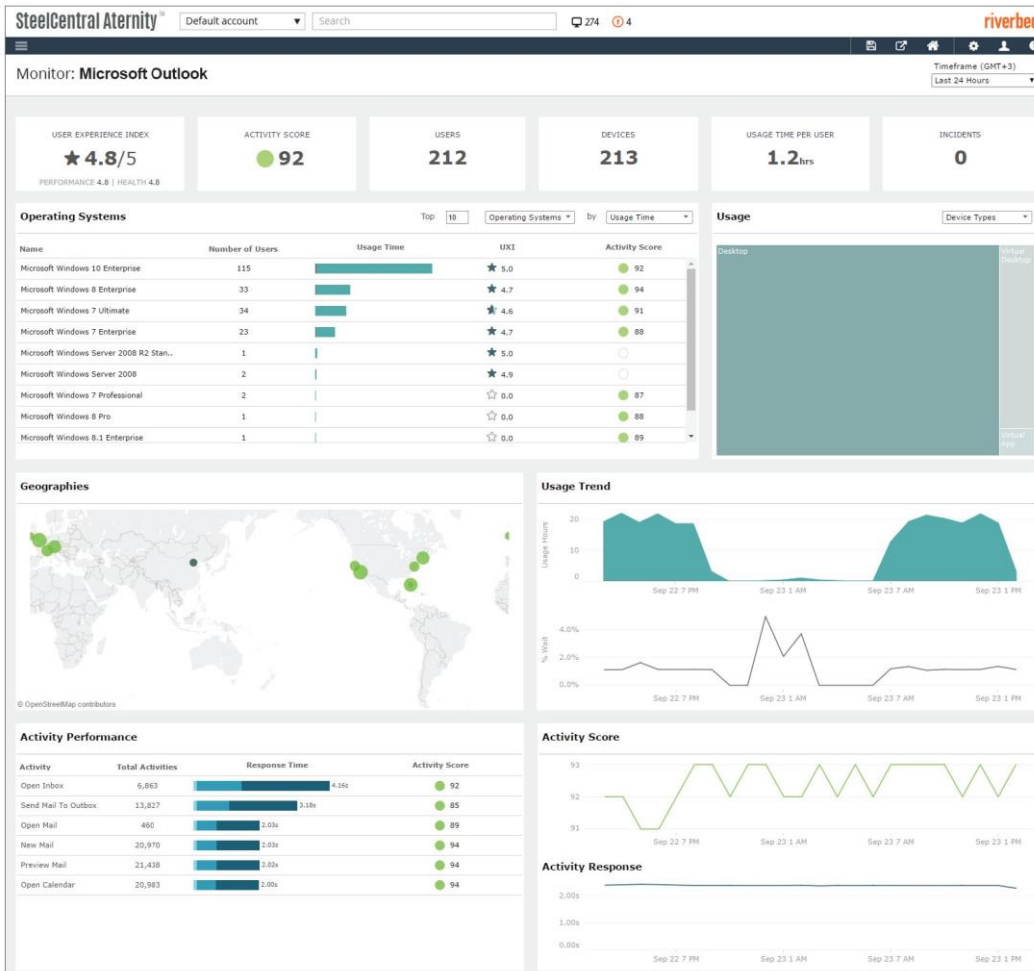 SteelCentral Aternity™ Default account Search 274 4 riverbed
Monitor: Microsoft Outlook
Timeframe (GMT+3)
Last 24 Hours
USER EXPERIENCE INDEX
4.8/5
PERFORMANCE 4.8 | HEALTH 4.8
ACTIVITY SCORE
92
USERS
212
DEVICES
213
USAGE TIME PER USER
1.2hrs
INCIDENTS
0
Operating Systems Top 10 Operating Systems by Usage Time
Name Number of Users Usage Time UXI Activity Score
Microsoft Windows 10 Enterprise 115 5.0 92
Microsoft Windows 8 Enterprise 33 4.7 94
Microsoft Windows 7 Ultimate 34 4.6 91
Microsoft Windows 7 Enterprise 23 4.7 88
Microsoft Windows Server 2008 R2 Stan.. 1 5.0
Microsoft Windows Server 2008 2 4.9
Microsoft Windows 7 Professional 2 0.0 87
Microsoft Windows 8 Pro 1 0.0 88
Microsoft Windows 8.1 Enterprise 1 0.0 89
Usage Device Types
Desktop
Virtual
Desktop
Virtual
App
Geographies
© OpenStreetMap contributors
Usage Trend
Usage Hours
20
10
0
Sep 22 7 PM Sep 23 1 AM Sep 23 7 AM Sep 23 1 PM
% Wait
4.0%
2.0%
0.0%
Sep 22 7 PM Sep 23 1 AM Sep 23 7 AM Sep 23 1 PM
Activity Performance
Activity Total Activities Response Time Activity Score
Open Inbox 6,863 4.16s 92
Send Mail To Outbox 13,827 3.18s 85
Open Mail 460 2.03s 89
New Mail 20,970 2.03s 94
Preview Mail 21,438 2.02s 94
Open Calendar 20,983 2.00s 94
Activity Score
93
92
91
Sep 22 7 PM Sep 23 1 AM Sep 23 7 AM Sep 23 1 PM
Activity Response
2.00s
1.00s
0.00s
Sep 22 7 PM Sep 23 1 AM Sep 23 7 AM Sep 23 1 PM